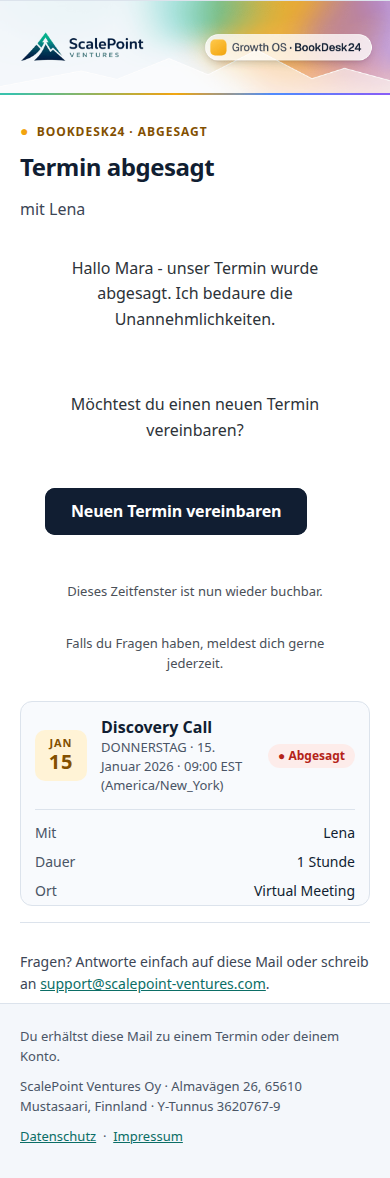 ScalePoint
VENTURES
Growth OS · BookDesk24
BOOKDESK24 · ABGESAGT
Termin abgesagt
mit Lena
Hallo Mara - unser Termin wurde
abgesagt. Ich bedaure die
Unannehmlichkeiten.
Möchtest du einen neuen Termin
vereinbaren?
Neuen Termin vereinbaren
Dieses Zeitfenster ist nun wieder buchbar.
Falls du Fragen haben, meldest dich gerne
jederzeit.
JAN
15
Discovery Call
DONNERSTAG · 15.
Januar 2026 · 09:00 EST
(America/New_York)
● Abgesagt
Mit Lena
Dauer 1 Stunde
Ort Virtual Meeting
Fragen? Antworte einfach auf diese Mail oder schreib
an support@scalepoint-ventures.com.
Du erhältst diese Mail zu einem Termin oder deinem
Konto.
ScalePoint Ventures Oy · Almavägen 26, 65610
Mustasaari, Finnland · Y-Tunnus 3620767-9
Datenschutz · Impressum